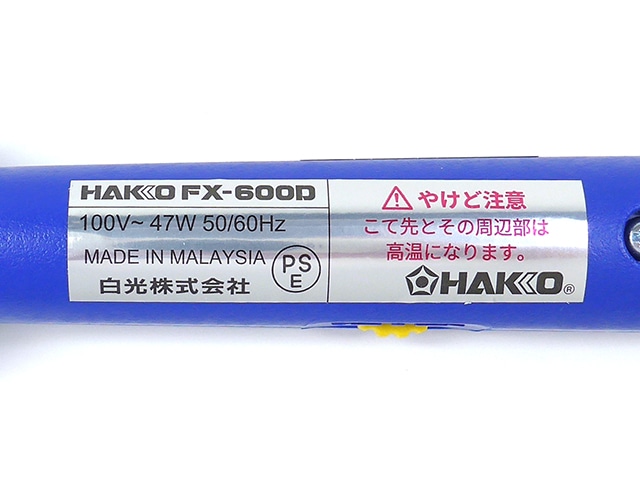 HAKKO FX-600D
100V~ 47W 50/60Hz
MADE IN MALAYSIA
PS
E
白光株式会社
やけど注意
こて先とその周辺部は
高温になります。
HAKKO®